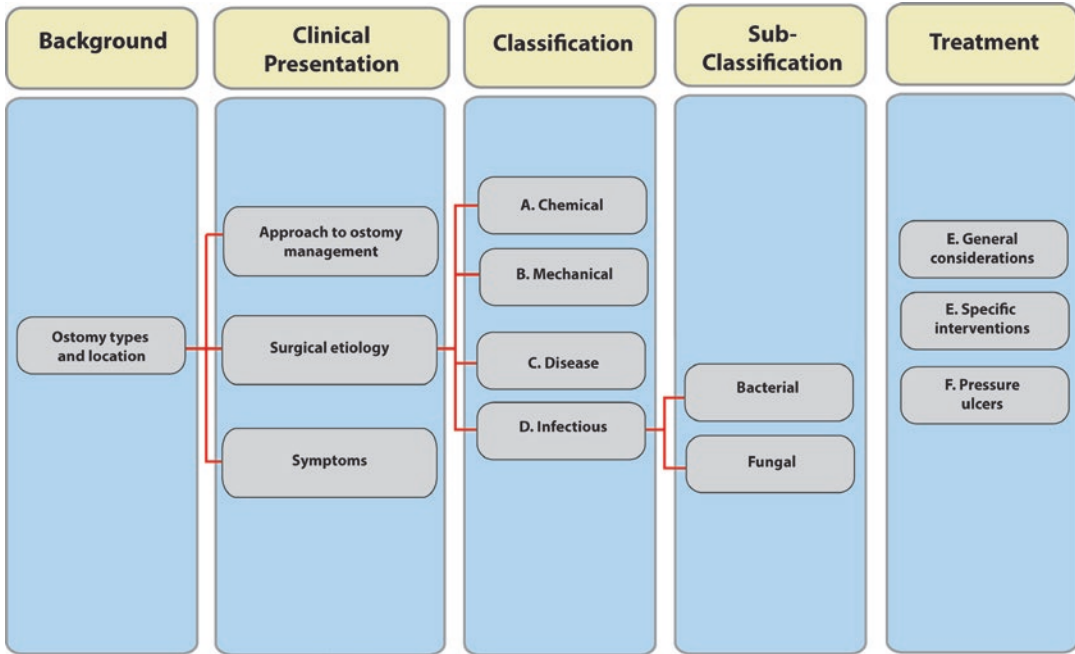 Background
Clinical
Presentation
Classification
Sub-
Classification
Treatment
Ostomy types
and location
Approach to ostomy
management
Surgical etiology
Symptoms
A. Chemical
B. Mechanical
C. Disease
D. Infectious
Bacterial
Fungal
E. General
considerations
E. Specific
interventions
F. Pressure
ulcers